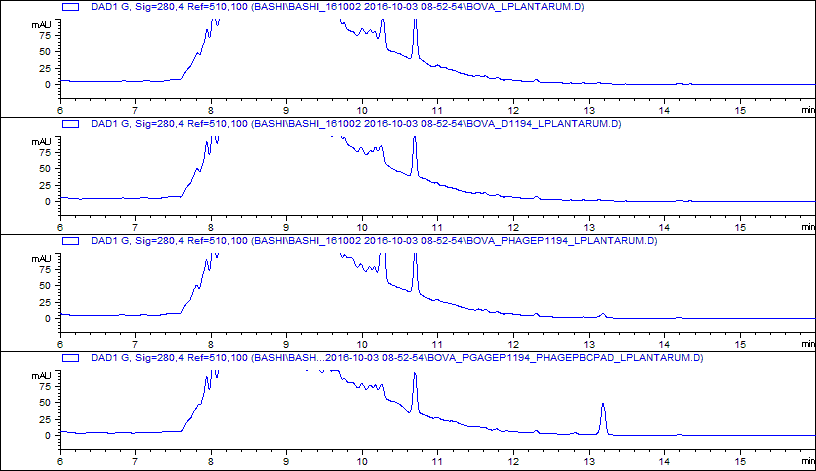 DAD1 G, Sig=280,4 Ref=510,100 (BASHI\BASHI_161002 2016-10-03 08-52-54\BOVA_LPLANTARUM.D)
mAU
75
50
25
0
6 7 8 9 10 11 12 13 14 15 min
DAD1 G, Sig=280,4 Ref=510,100 (BASHI\BASHI_161002 2016-10-03 08-52-54\BOVA_D1194_LPLANTARUM.D)
mAU
75
50
25
0
6 7 8 9 10 11 12 13 14 15 min
DAD1 G, Sig=280,4 Ref=510,100 (BASHI\BASHI_161002 2016-10-03 08-52-54\BOVA_PHAGEP1194_LPLANTARUM.D)
mAU
75
50
25
0
6 7 8 9 10 11 12 13 14 15 min
DAD1 G, Sig=280,4 Ref=510,100 (BASHI\BASH...2016-10-03 08-52-54\BOVA_PGAGEP1194_PHAGEPBCPAD_LPLANTARUM.D)
mAU
75
50
25
0
6 7 8 9 10 11 12 13 14 15 min